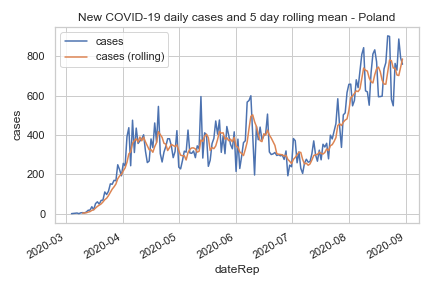 New COVID-19 daily cases and 5 day rolling mean - Poland
cases
cases (rolling)
800
600
400
200
0
cases
2020-03
2020-04
2020-05
2020-06
2020-07
2020-08
2020-09
dateRep